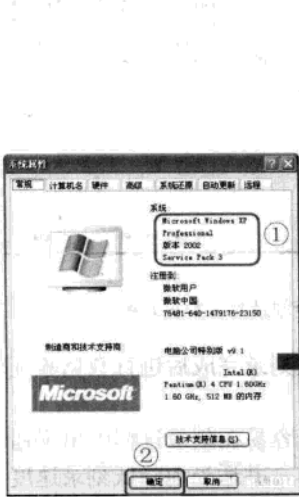 系统属性
常规 计算机名 硬件 高级 系统还原 自动更新 远程
系统:
Microsoft Windows XP
Professional
版本 2002
Service Pack 3
①
注册到:
微软用户
微软中国
76481-640-1479176-23150
制造商和技术支持商:
电脑公司特别版 v9.1
Intel(R)
Pentium(R) 4 CPU 1.60GHz
1.60 GHz, 512 MB 的内存
Microsoft
技术支持信息(S)
②
确定 取消